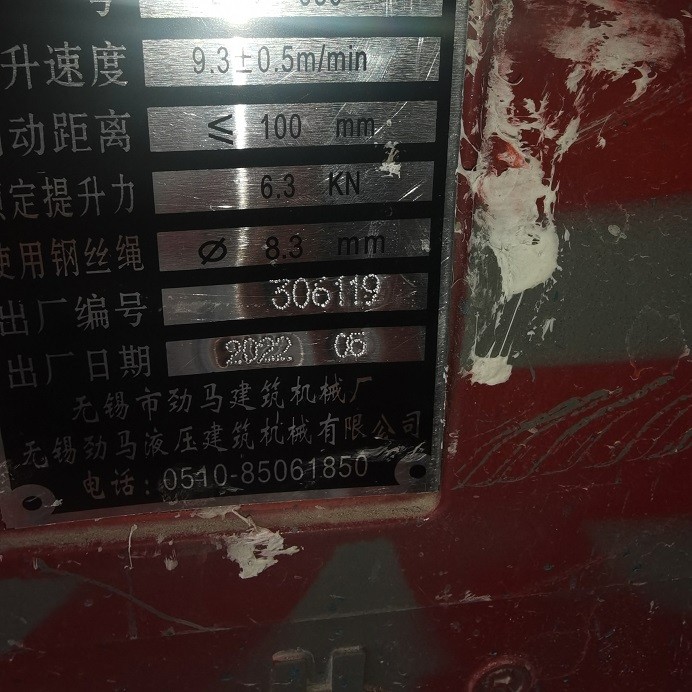 号
升速度 9.3±0.5m/min
动距离 ≤ 100 mm
定提升力 6.3 KN
使用钢丝绳 Ø 8.3 mm
出厂编号 306119
出厂日期 2022 06
无锡市劲马建筑机械厂
无锡劲马液压建筑机械有限公司
电话:0510-85061850